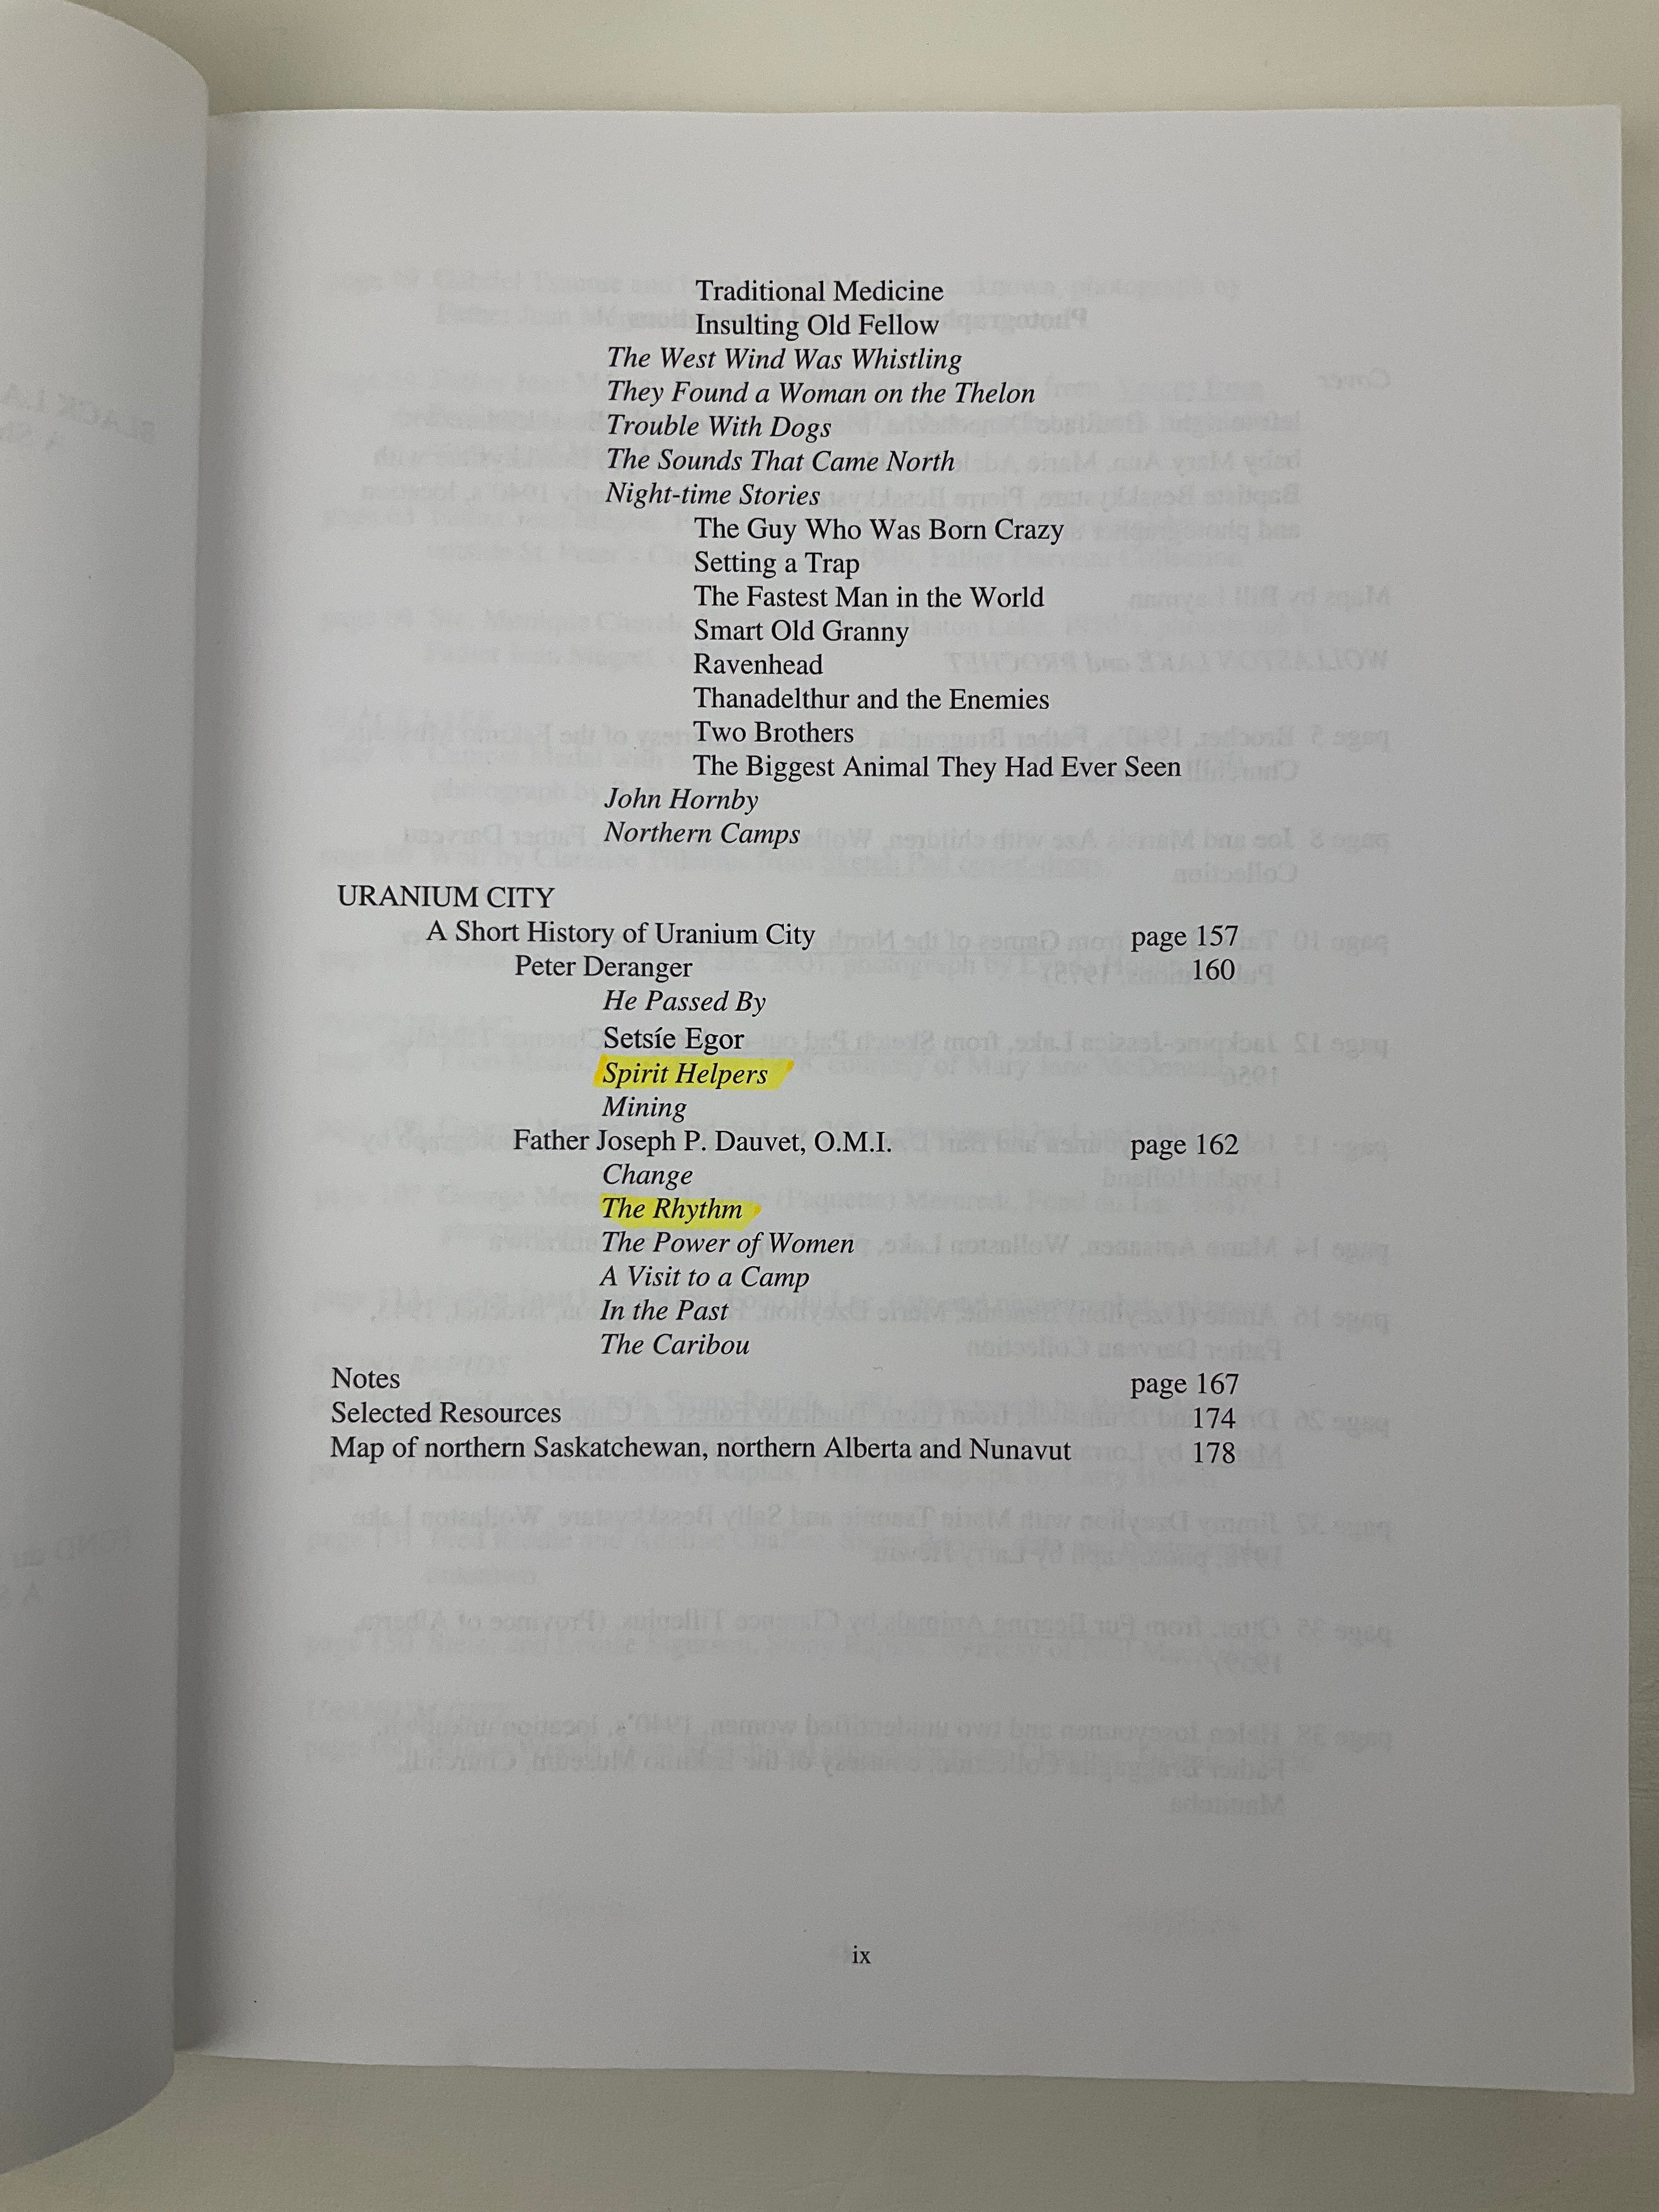 Traditional Medicine
Insulting Old Fellow
The West Wind Was Whistling
They Found a Woman on the Thelon
Trouble With Dogs
The Sounds That Came North
Night-time Stories
The Guy Who Was Born Crazy
Setting a Trap
The Fastest Man in the World
Smart Old Granny
Ravenhead
Thanadelthur and the Enemies
Two Brothers
The Biggest Animal They Had Ever Seen
John Hornby
Northern Camps
URANIUM CITY
A Short History of Uranium City page 157
Peter Deranger 160
He Passed By
Setsíe Egor
Spirit Helpers
Mining
Father Joseph P. Dauvet, O.M.I. page 162
Change
The Rhythm
The Power of Women
A Visit to a Camp
In the Past
The Caribou
Notes page 167
Selected Resources 174
Map of northern Saskatchewan, northern Alberta and Nunavut 178
ix